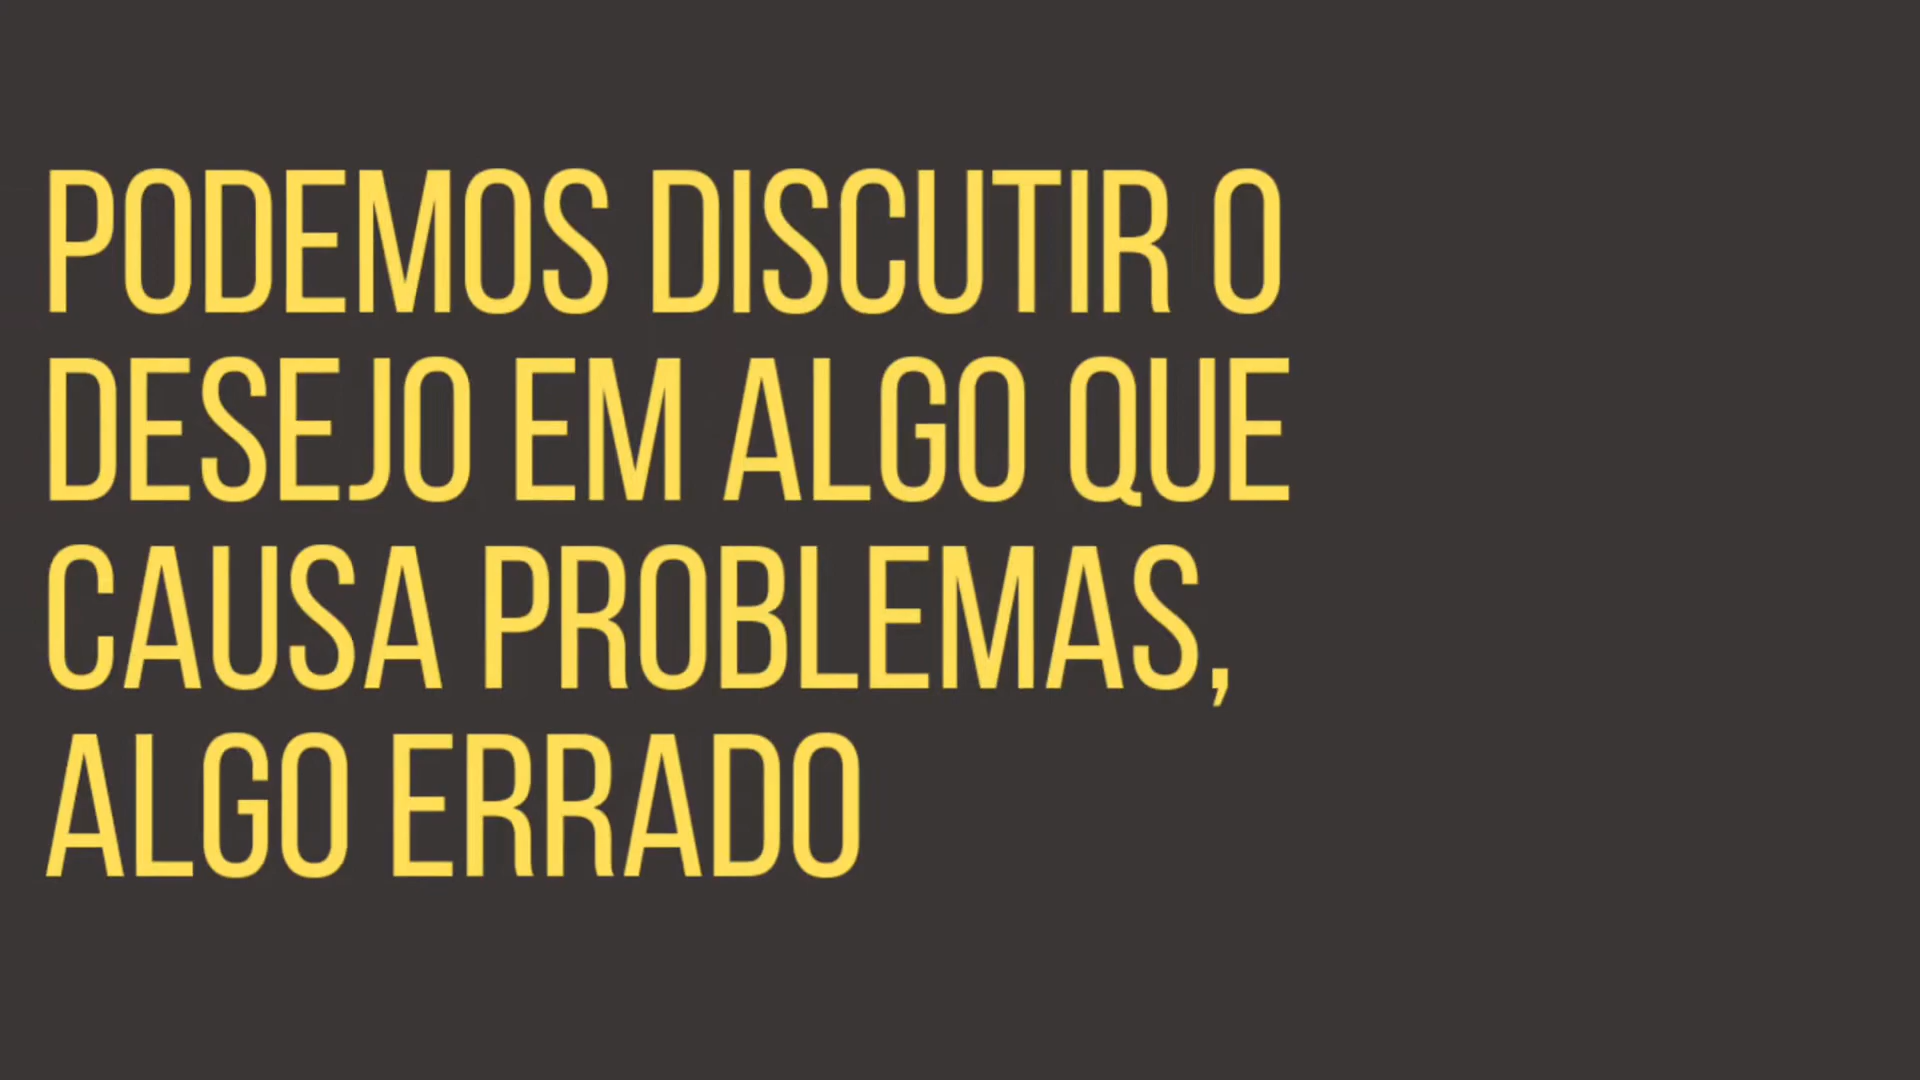 PODEMOS DISCUTIR O
DESEJO EM ALGO QUE
CAUSA PROBLEMAS,
ALGO ERRADO